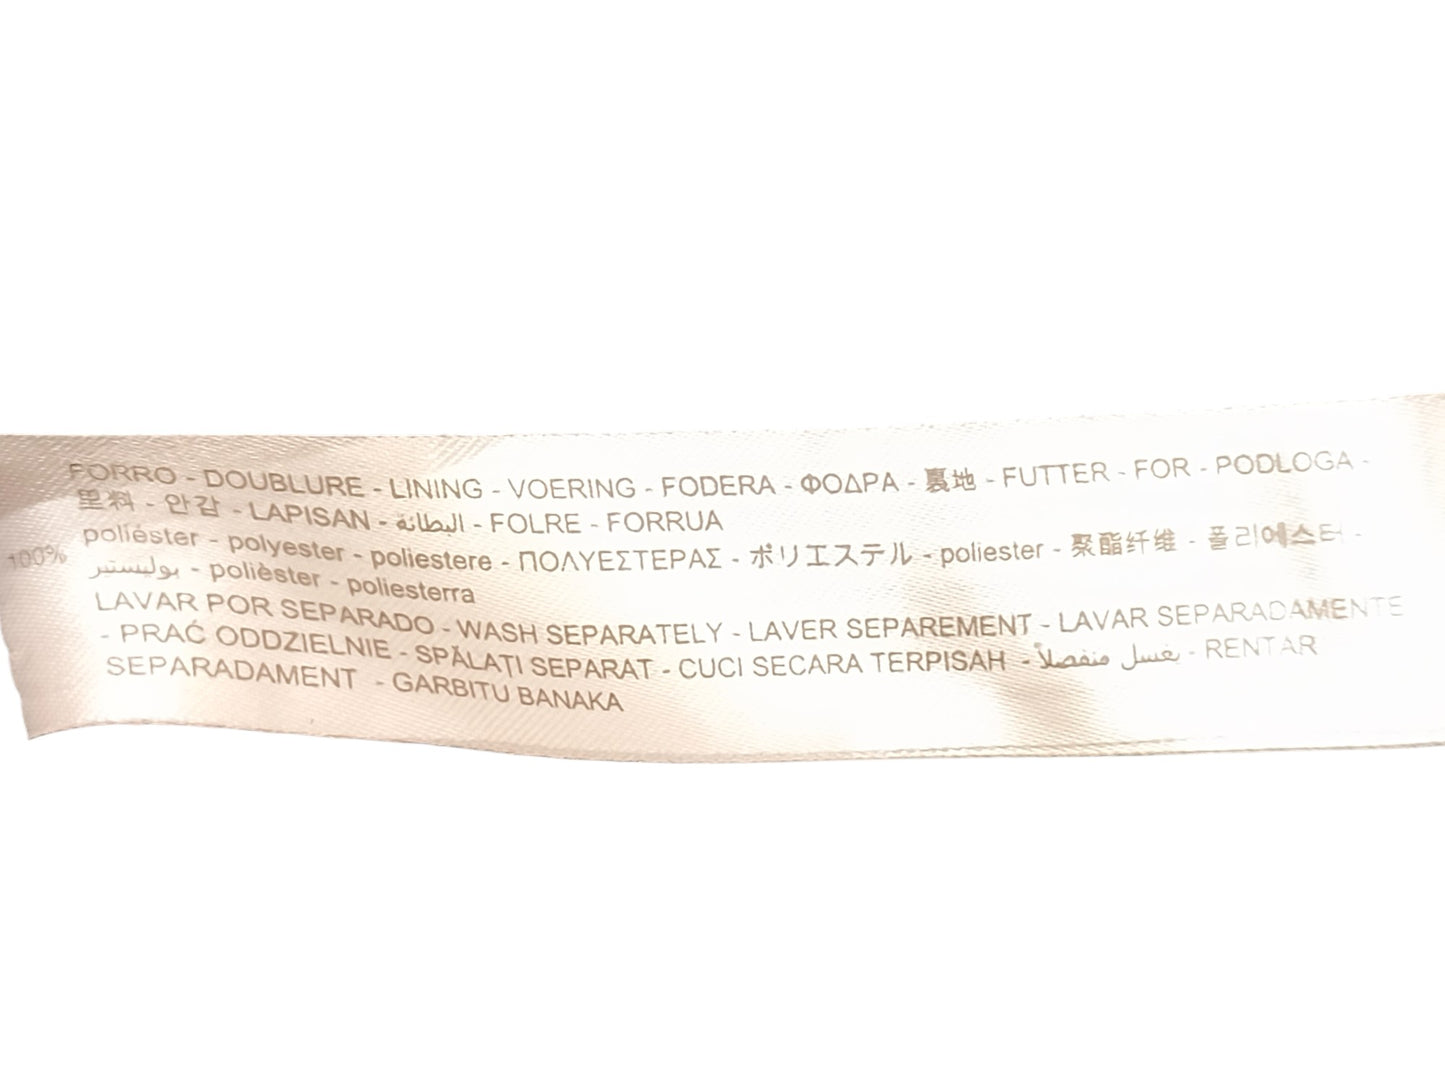 FORRO - DOUBLURE - LINING - VOERING - FODERA - ΦΟΔΡΑ - 裏地 - FUTTER - FOR - PODLOGA -
里料 - 안감 - LAPISAN - البطانة - FOLRE - FORRUA
100% poliéster - polyester - poliestere - ΠΟΛΥΕΣΤΕΡΑΣ - ポリエステル - poliester - 聚酯纤维 - 폴리에스터 -
بوليستير - polièster - poliesterra
LAVAR POR SEPARADO - WASH SEPARATELY - LAVER SEPAREMENT - LAVAR SEPARADAMENTE
- PRAĆ ODDZIELNIE - SPĂLAȚI SEPARAT - CUCI SECARA TERPISAH - يغسل منفصلاً - RENTAR
SEPARADAMENT - GARBITU BANAKA